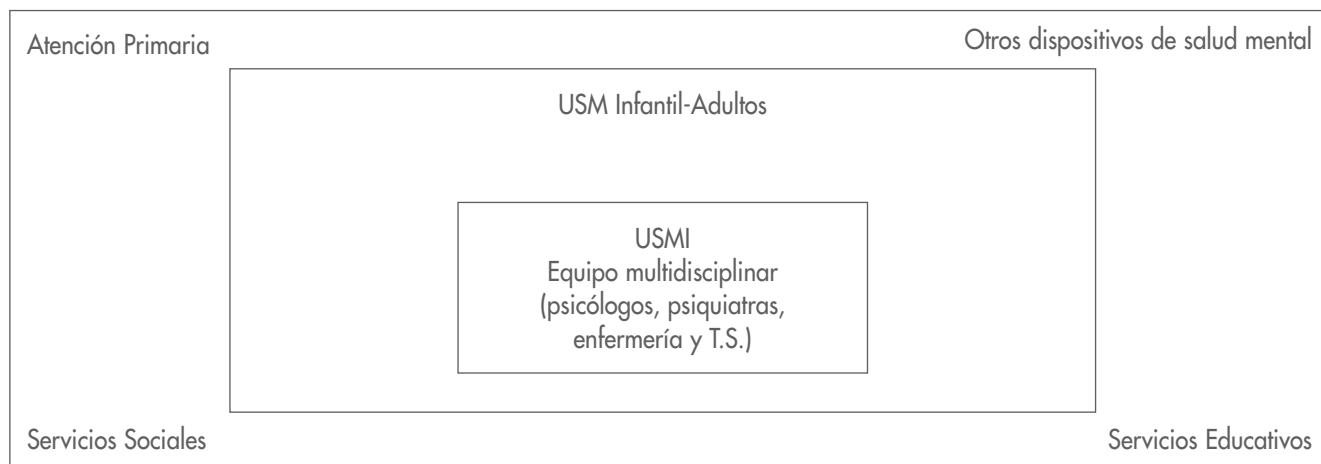 Atención Primaria
Otros dispositivos de salud mental
USM Infantil-Adultos
USMI
Equipo multidisciplinar
(psicólogos, psiquiatras,
enfermería y T.S.)
Servicios Sociales
Servicios Educativos